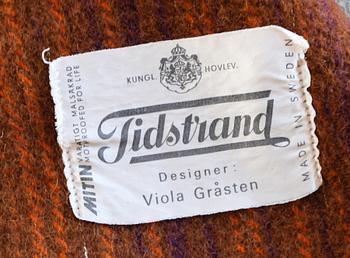 KUNGL. HOVLEV.
Tidstrand
Designer:
Viola Gråsten
MITIN
VARAKTIGT MALSÄKRAD
MOTHPROOFED FOR LIFE
MADE IN SWEDEN